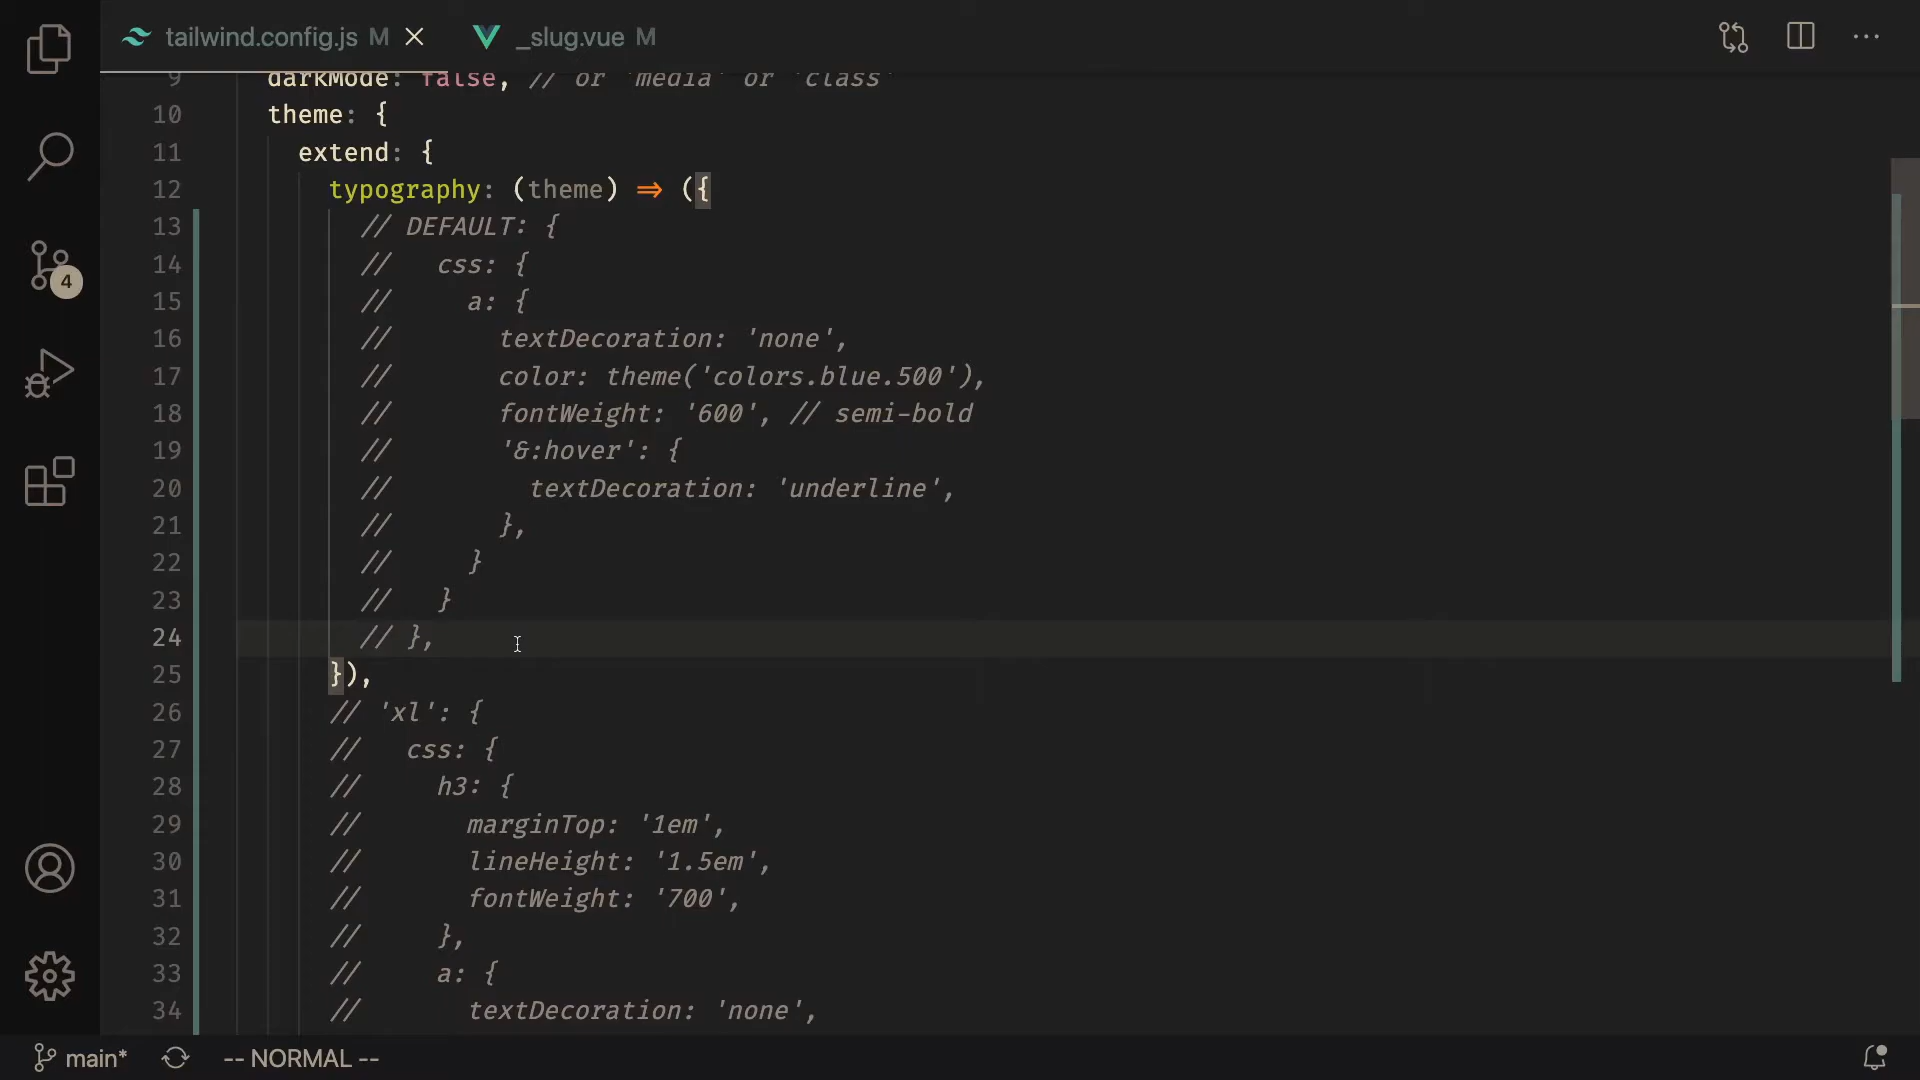 tailwind.config.js M
_slug.vue M
9 darkMode: false, // or 'media' or 'class'
10 theme: {
11 extend: {
12 typography: (theme) => ({
13 // DEFAULT: {
14 // css: {
15 // a: {
16 // textDecoration: 'none',
17 // color: theme('colors.blue.500'),
18 // fontWeight: '600', // semi-bold
19 // '&:hover': {
20 // textDecoration: 'underline',
21 // },
22 // }
23 // }
24 // },
25 }),
26 // 'xl': {
27 // css: {
28 // h3: {
29 // marginTop: '1em',
30 // lineHeight: '1.5em',
31 // fontWeight: '700',
32 // },
33 // a: {
34 // textDecoration: 'none',
4
main* -- NORMAL --